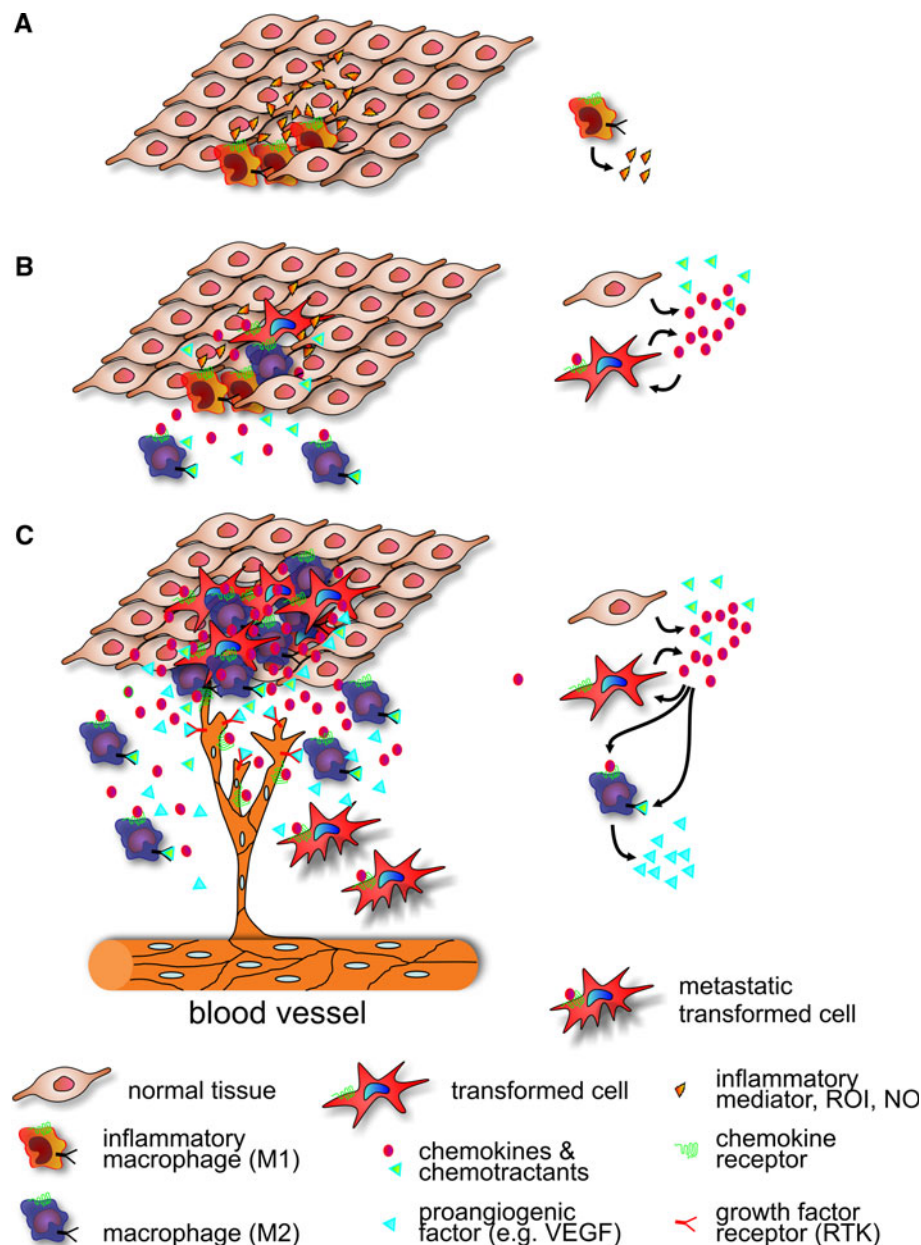 A
B
C
blood vessel
metastatic
transformed cell
normal tissue
transformed cell
inflammatory
mediator, ROI, NO
inflammatory
macrophage (M1)
chemokines &
chemotractants
chemokine
receptor
macrophage (M2)
proangiogenic
factor (e.g. VEGF)
growth factor
receptor (RTK)